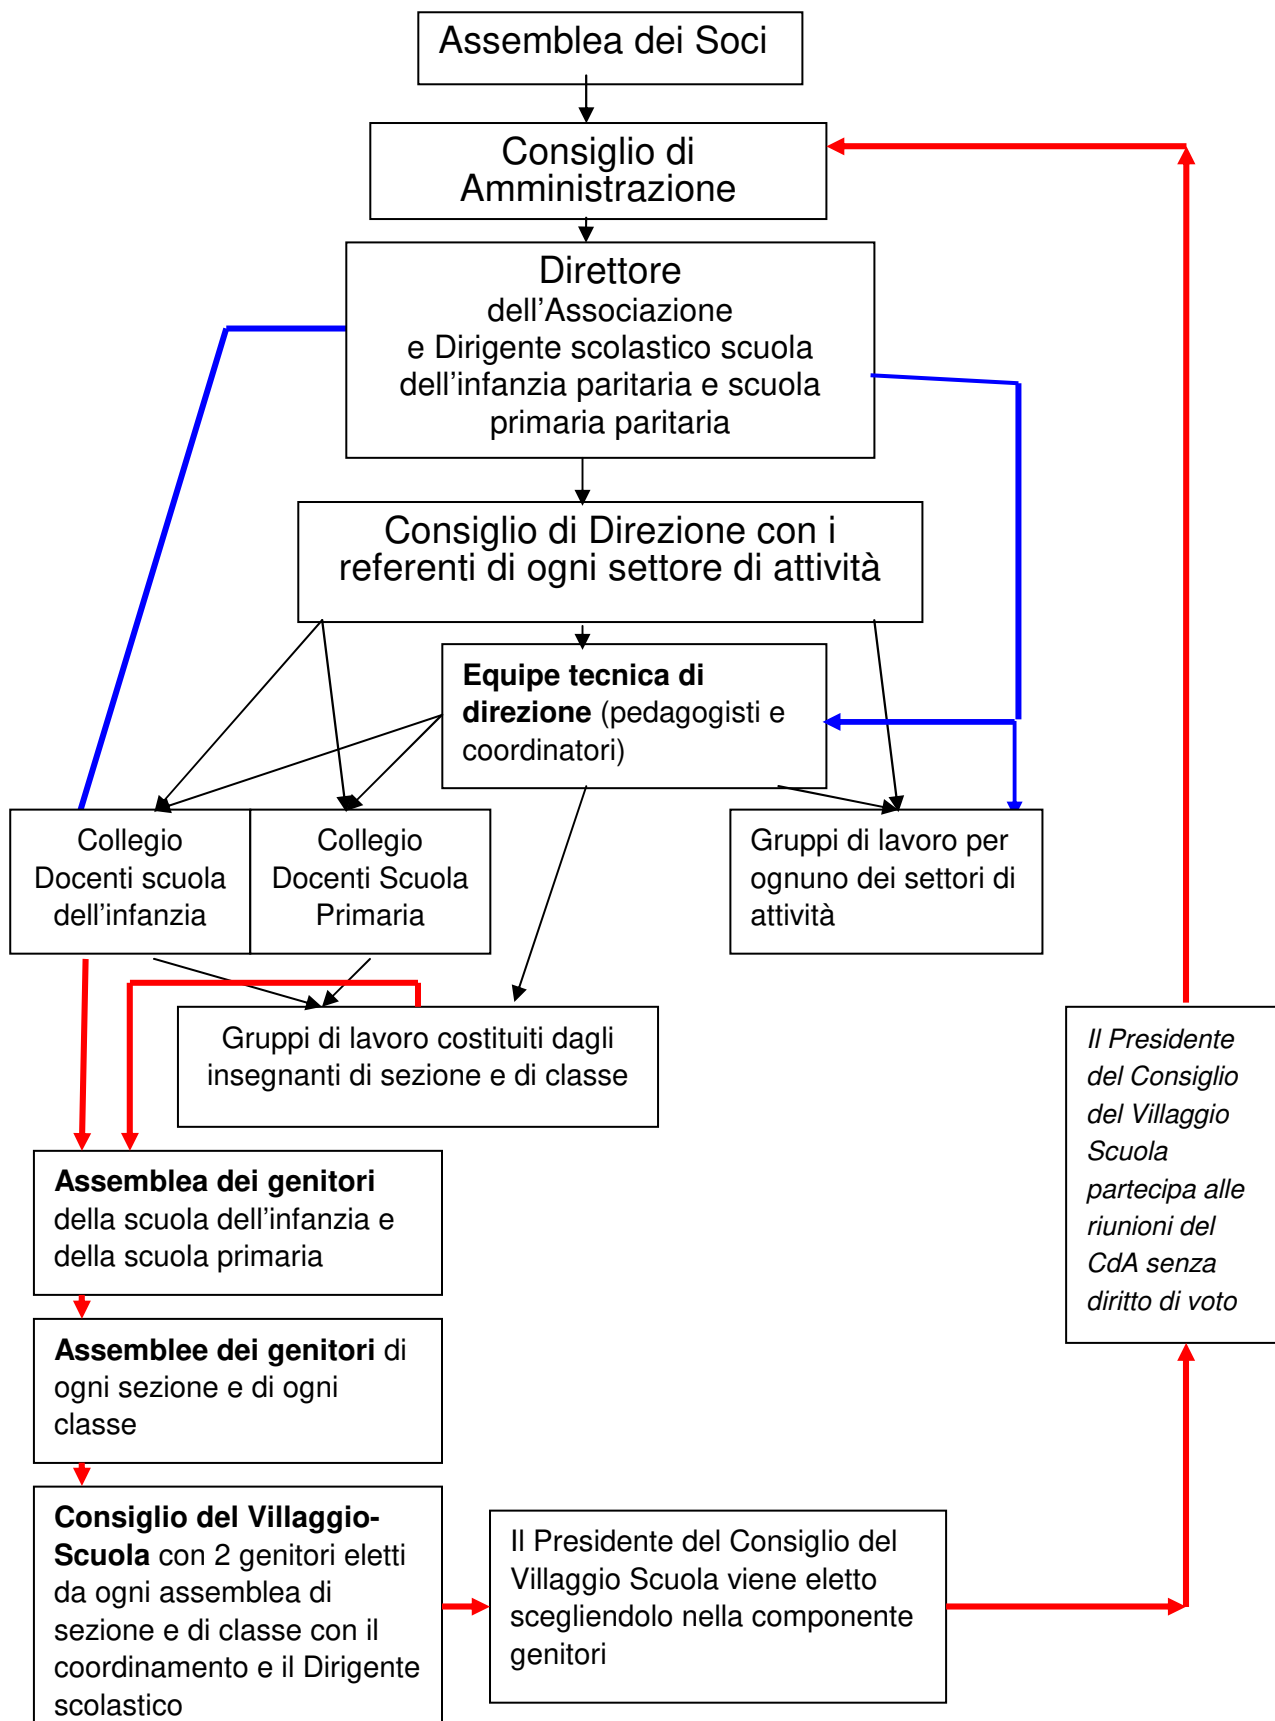 Assemblea dei Soci
Consiglio di
Amministrazione
Direttore
dell’Associazione
e Dirigente scolastico scuola
dell’infanzia paritaria e scuola
primaria paritaria
Consiglio di Direzione con i
referenti di ogni settore di attività
Equipe tecnica di
direzione (pedagogisti e
coordinatori)
Collegio
Docenti scuola
dell’infanzia
Collegio
Docenti Scuola
Primaria
Gruppi di lavoro per
ognuno dei settori di
attività
Gruppi di lavoro costituiti dagli
insegnanti di sezione e di classe
Il Presidente
del Consiglio
del Villaggio
Scuola
partecipa alle
riunioni del
CdA senza
diritto di voto
Assemblea dei genitori
della scuola dell’infanzia e
della scuola primaria
Assemblee dei genitori di
ogni sezione e di ogni
classe
Consiglio del Villaggio-
Scuola con 2 genitori eletti
da ogni assemblea di
sezione e di classe con il
coordinamento e il Dirigente
scolastico
Il Presidente del Consiglio del
Villaggio Scuola viene eletto
scegliendolo nella componente
genitori